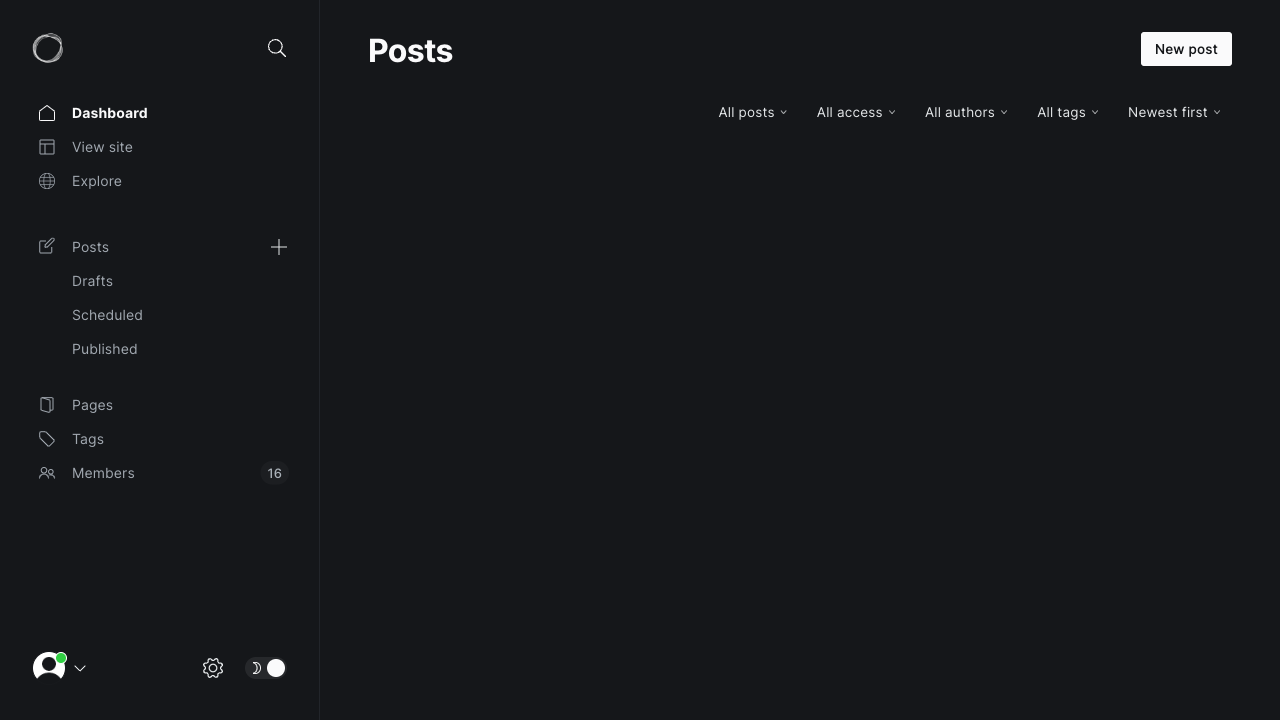 Posts
New post
All posts
All access
All authors
All tags
Newest first
Dashboard
View site
Explore
Posts
Drafts
Scheduled
Published
Pages
Tags
Members
16